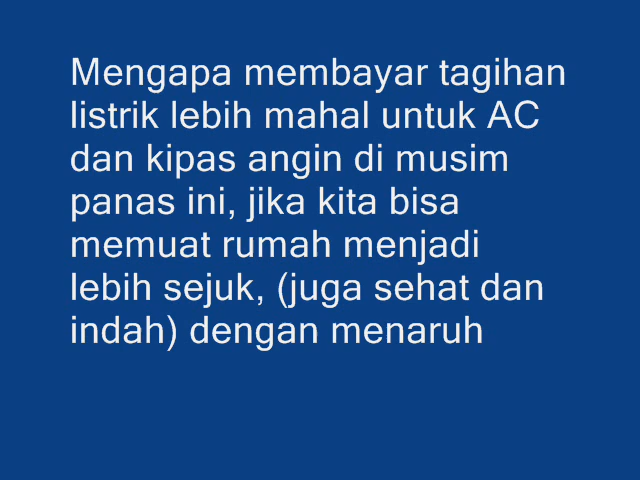 Mengapa membayar tagihan
listrik lebih mahal untuk AC
dan kipas angin di musim
panas ini, jika kita bisa
memuat rumah menjadi
lebih sejuk, (juga sehat dan
indah) dengan menaruh